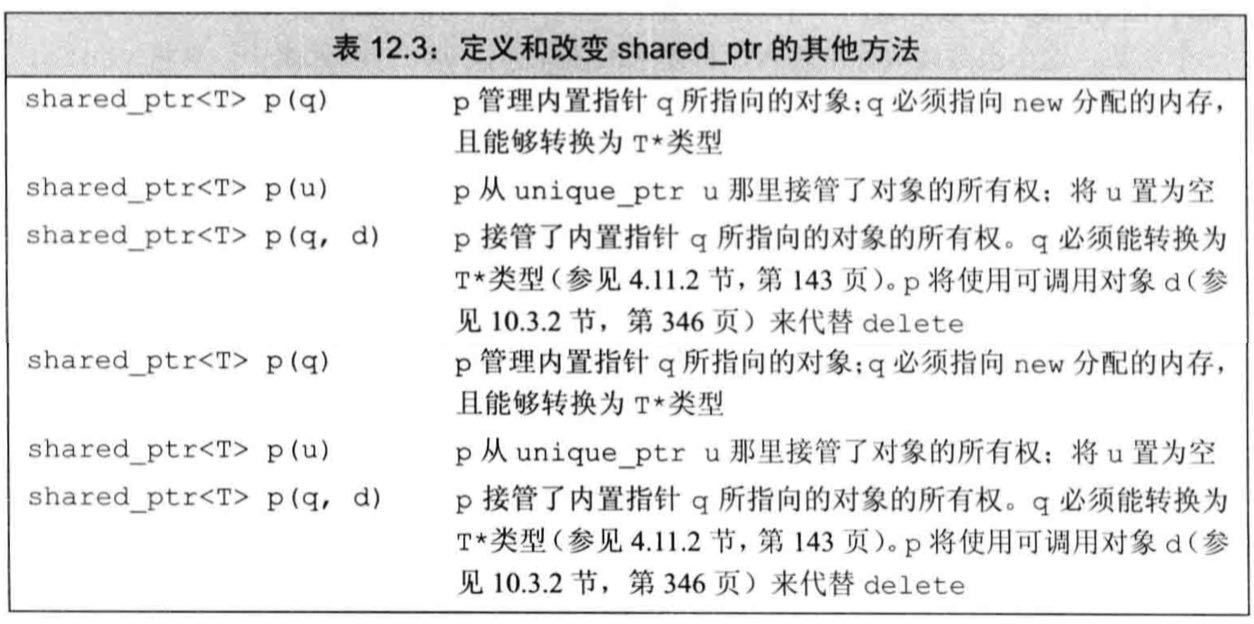 表 12.3：定义和改变 shared_ptr 的其他方法
shared_ptr<T> p(q) p 管理内置指针 q 所指向的对象；q 必须指向 new 分配的内存，
且能够转换为 T*类型
shared_ptr<T> p(u) p 从 unique_ptr u 那里接管了对象的所有权；将 u 置为空
shared_ptr<T> p(q, d) p 接管了内置指针 q 所指向的对象的所有权。q 必须能转换为
T*类型（参见 4.11.2 节，第 143 页）。p 将使用可调用对象 d（参
见 10.3.2 节，第 346 页）来代替 delete
shared_ptr<T> p(q) p 管理内置指针 q 所指向的对象；q 必须指向 new 分配的内存，
且能够转换为 T*类型
shared_ptr<T> p(u) p 从 unique_ptr u 那里接管了对象的所有权；将 u 置为空
shared_ptr<T> p(q, d) p 接管了内置指针 q 所指向的对象的所有权。q 必须能转换为
T*类型（参见 4.11.2 节，第 143 页）。p 将使用可调用对象 d（参
见 10.3.2 节，第 346 页）来代替 delete